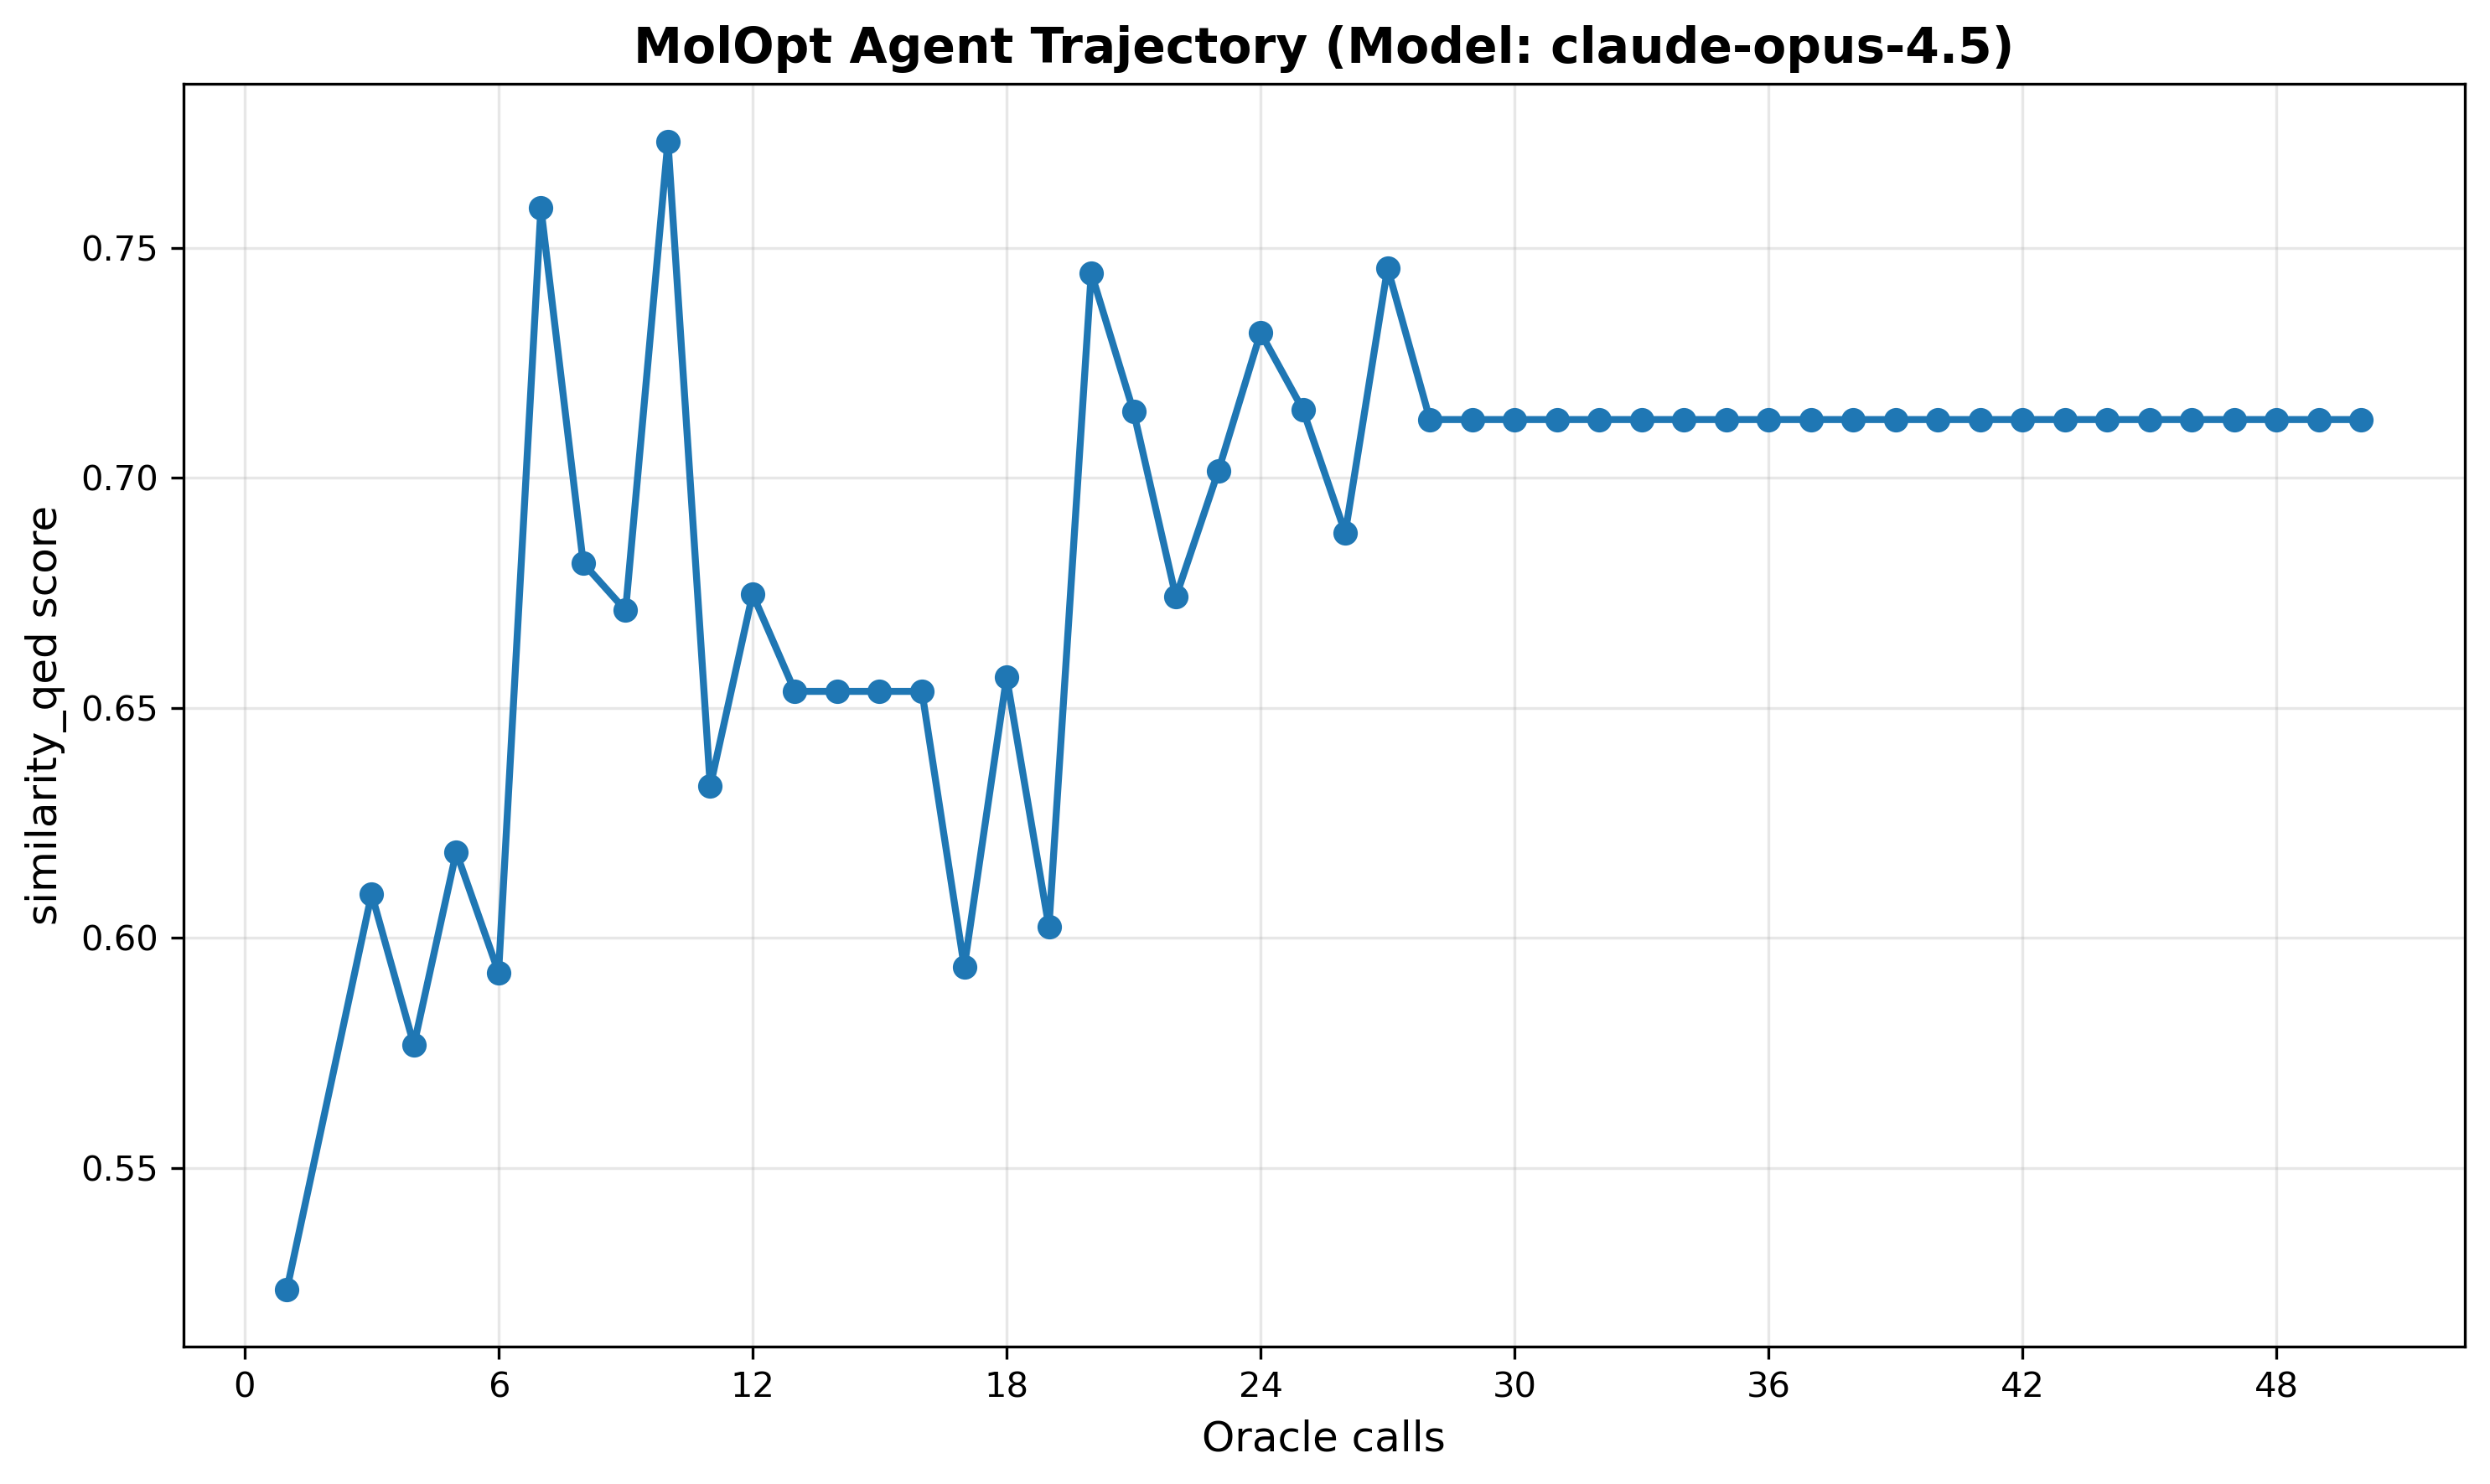 MolOpt Agent Trajectory (Model: claude-opus-4.5)
similarity_qed score
0.75
0.70
0.65
0.60
0.55
0 6 12 18 24 30 36 42 48
Oracle calls